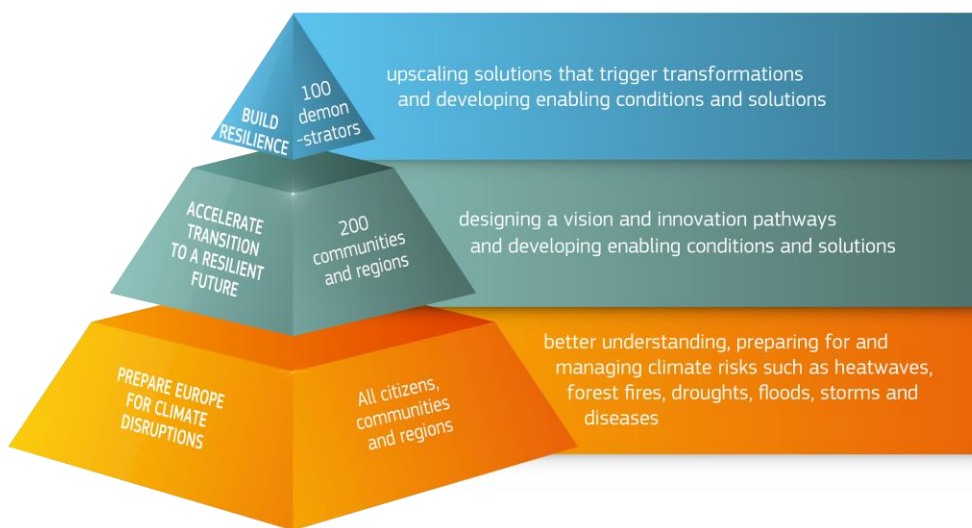 BUILD
RESILIENCE
100
demon
-strators
upscaling solutions that trigger transformations
and developing enabling conditions and solutions
ACCELERATE
TRANSITION
TO A RESILIENT
FUTURE
200
communities
and regions
designing a vision and innovation pathways
and developing enabling conditions and solutions
PREPARE EUROPE
FOR CLIMATE
DISRUPTIONS
All citizens,
communities
and regions
better understanding, preparing for and
managing climate risks such as heatwaves,
forest fires, droughts, floods, storms and
diseases